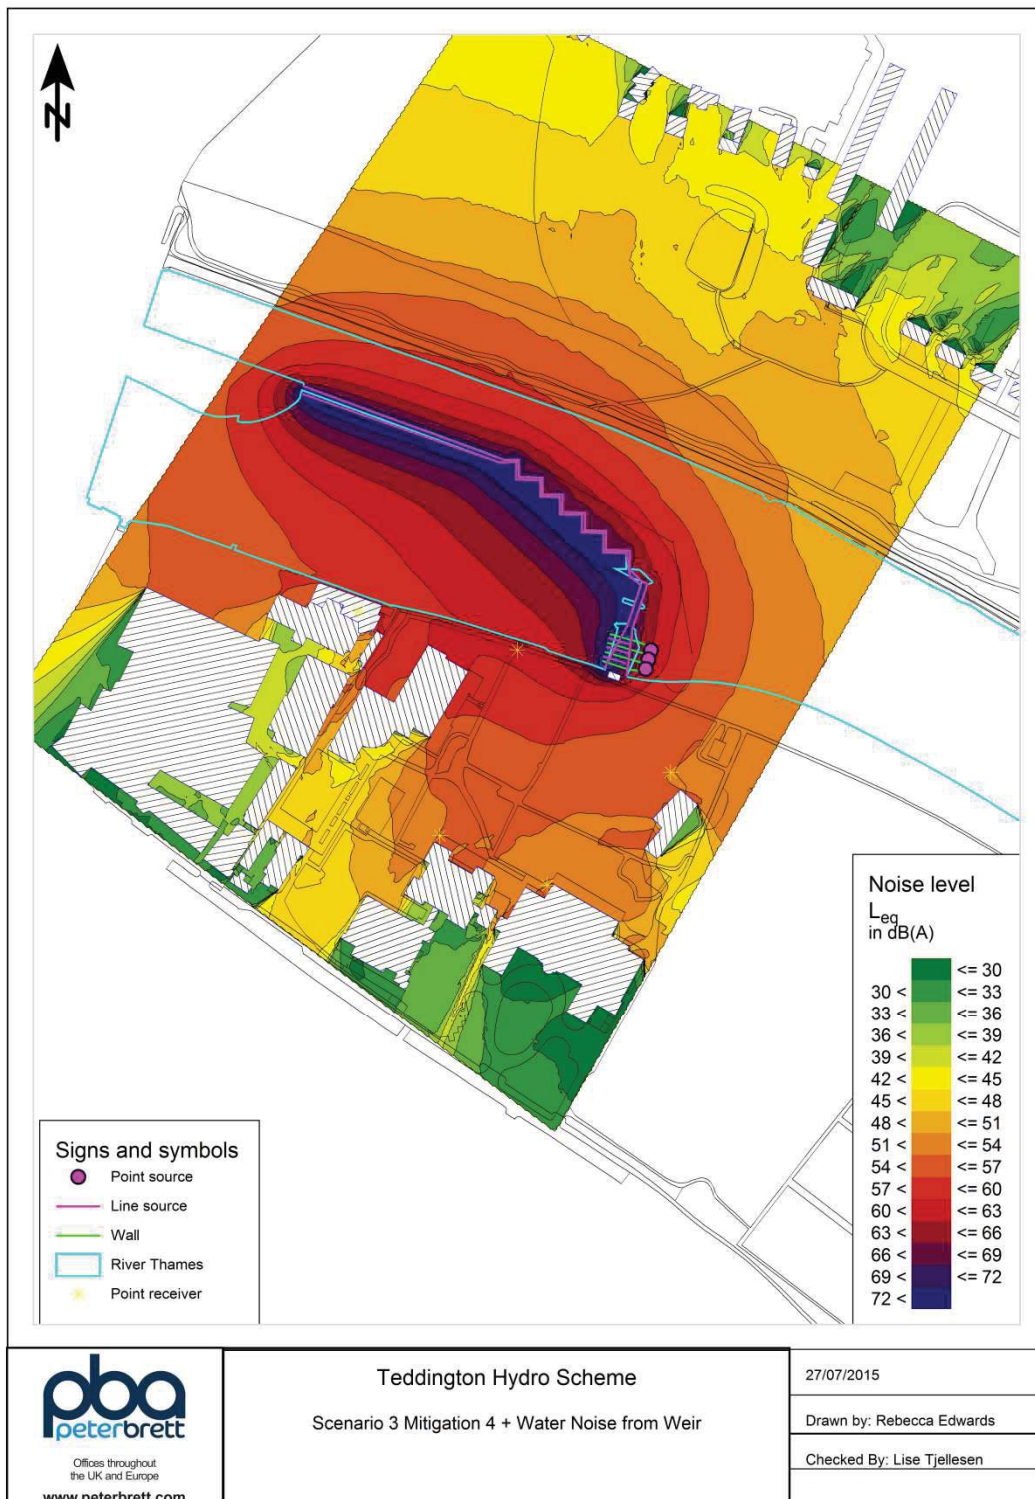 N
Noise level
Leq
in dB(A)
<= 30
30 < <= 33
33 < <= 36
36 < <= 39
39 < <= 42
42 < <= 45
45 < <= 48
48 < <= 51
51 < <= 54
54 < <= 57
57 < <= 60
60 < <= 63
63 < <= 66
66 < <= 69
69 < <= 72
72 <
Signs and symbols
Point source
Line source
Wall
River Thames
Point receiver
pba
peterbrett
Offices throughout
the UK and Europe
www.peterbrett.com
Teddington Hydro Scheme
Scenario 3 Mitigation 4 + Water Noise from Weir
27/07/2015
Drawn by: Rebecca Edwards
Checked By: Lise Tjellesen